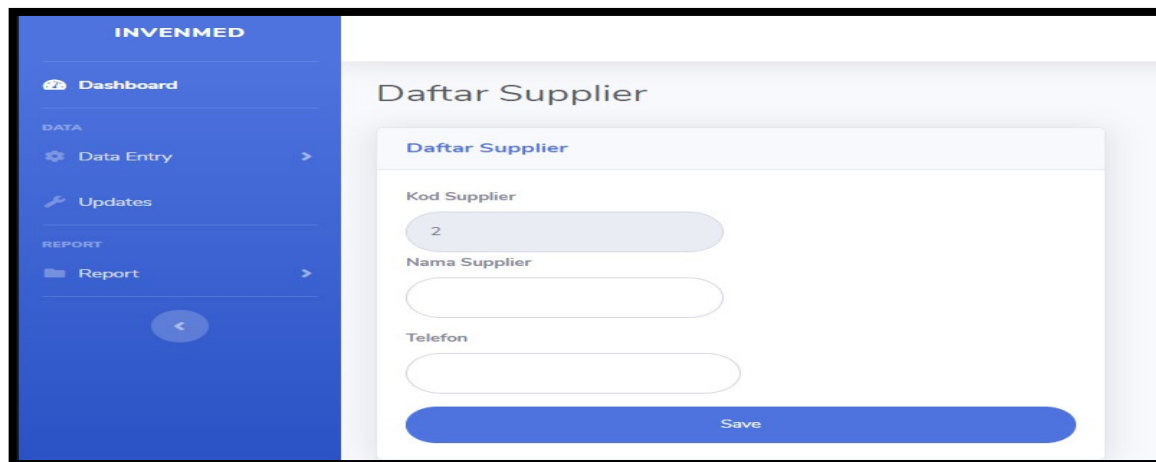 INVENMED
Dashboard
DATA
Data Entry
Updates
REPORT
Report
Daftar Supplier
Daftar Supplier
Kod Supplier
2
Nama Supplier
Telefon
Save